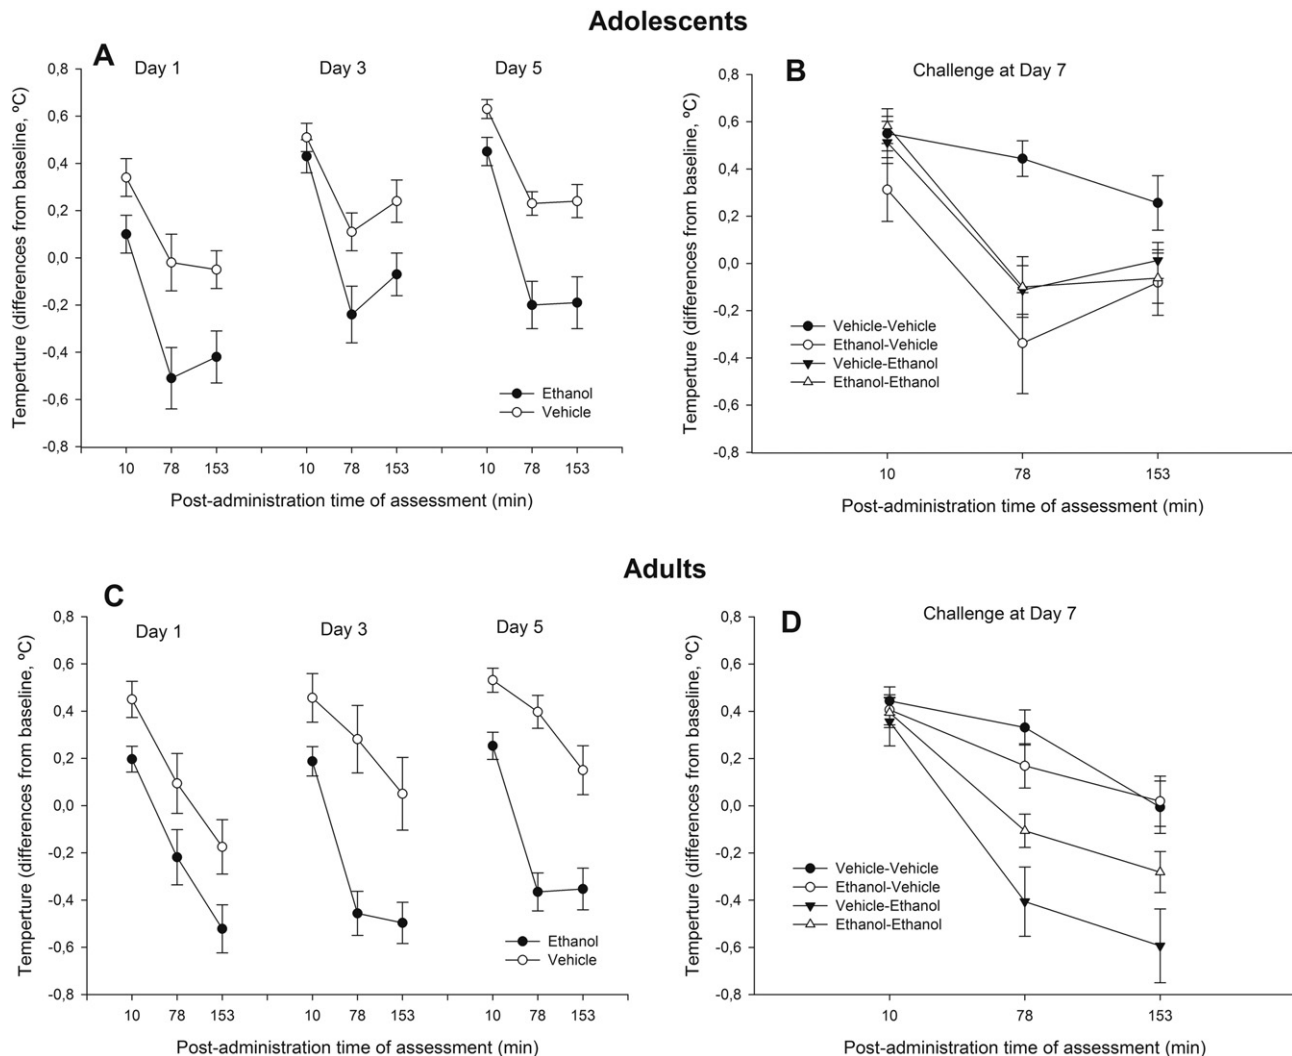 Adolescents
A
Day 1
Day 3
Day 5
0,8
0,6
0,4
0,2
0,0
-0,2
-0,4
-0,6
-0,8
Temperture (differences from baseline, ºC)
Ethanol
Vehicle
10 78 153 10 78 153 10 78 153
Post-administration time of assessment (min)
B
Challenge at Day 7
0,8
0,6
0,4
0,2
0,0
-0,2
-0,4
-0,6
-0,8
Temperture (differences from baseline, ºC)
Vehicle-Vehicle
Ethanol-Vehicle
Vehicle-Ethanol
Ethanol-Ethanol
10 78 153
Post-administration time of assessment (min)
Adults
C
Day 1
Day 3
Day 5
0,8
0,6
0,4
0,2
0,0
-0,2
-0,4
-0,6
-0,8
Temperture (differences from baseline, ºC)
Ethanol
Vehicle
10 78 153 10 78 153 10 78 153
Post-administration time of assessment (min)
D
Challenge at Day 7
0,8
0,6
0,4
0,2
0,0
-0,2
-0,4
-0,6
-0,8
Temperture (differences from baseline, ºC)
Vehicle-Vehicle
Ethanol-Vehicle
Vehicle-Ethanol
Ethanol-Ethanol
10 78 153
Post-administration time of assessment (min)